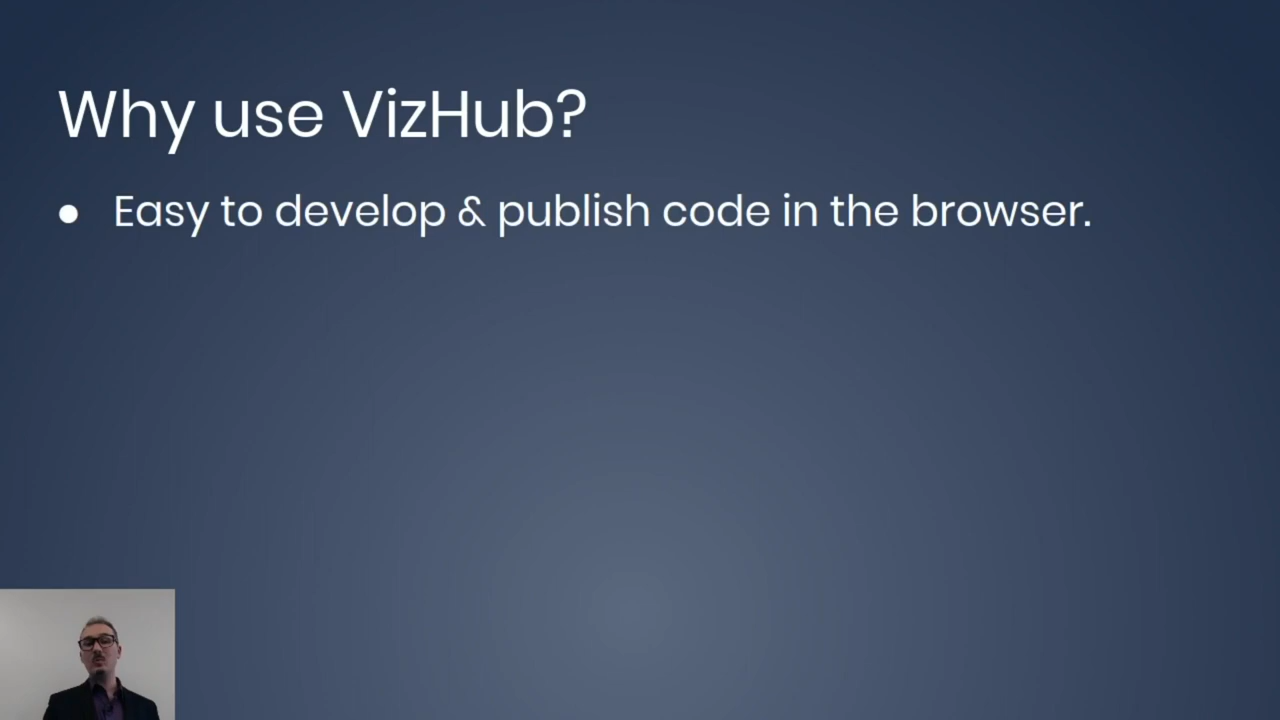 Why use VizHub?
● Easy to develop & publish code in the browser.